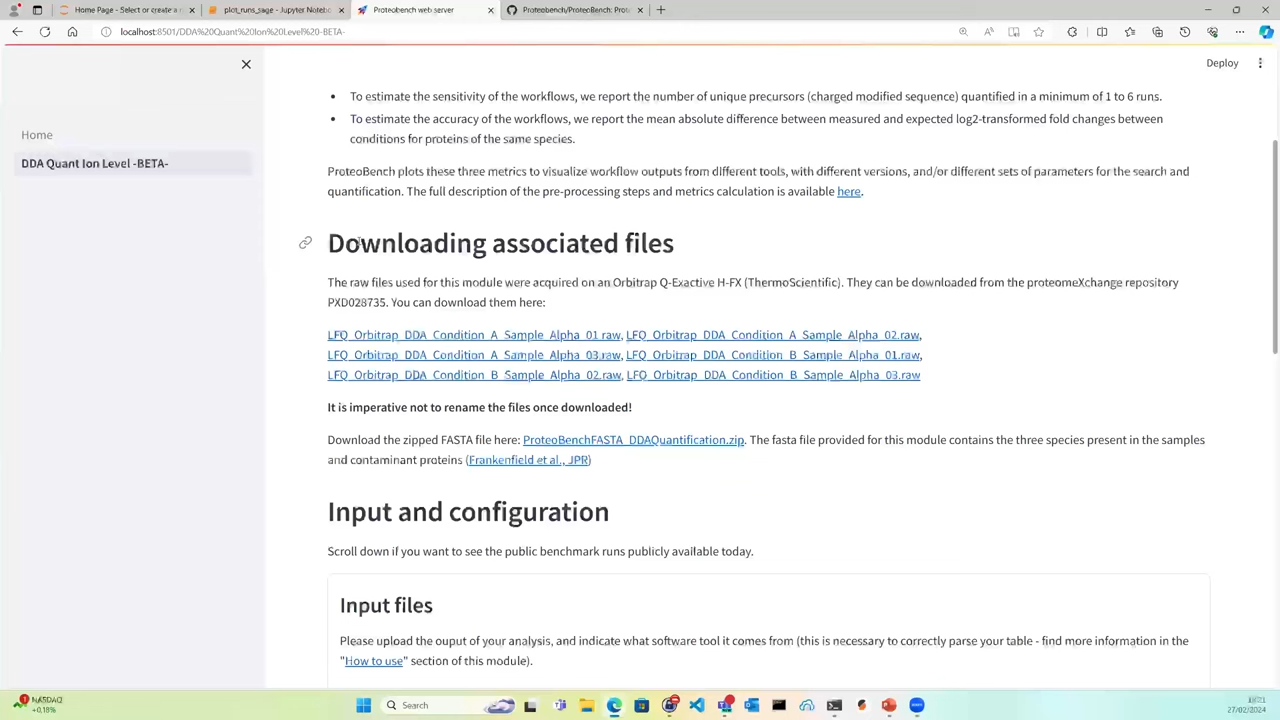 Home Page - Select or create a n
plot_runs_sage - Jupyter Notebo
Proteobench web server
Proteobench/ProteoBench: Prot
localhost:8501/DDA%20Quant%20Ion%20Level%20-BETA-
Deploy
Home
DDA Quant Ion Level -BETA-
• To estimate the sensitivity of the workflows, we report the number of unique precursors (charged modified sequence) quantified in a minimum of 1 to 6 runs.
• To estimate the accuracy of the workflows, we report the mean absolute difference between measured and expected log2-transformed fold changes between
conditions for proteins of the same species.
ProteoBench plots these three metrics to visualize workflow outputs from different tools, with different versions, and/or different sets of parameters for the search and
quantification. The full description of the pre-processing steps and metrics calculation is available here.
Downloading associated files
The raw files used for this module were acquired on an Orbitrap Q-Exactive H-FX (ThermoScientific). They can be downloaded from the proteomeXchange repository
PXD028735. You can download them here:
LFQ_Orbitrap_DDA_Condition_A_Sample_Alpha_01.raw, LFQ_Orbitrap_DDA_Condition_A_Sample_Alpha_02.raw,
LFQ_Orbitrap_DDA_Condition_A_Sample_Alpha_03.raw, LFQ_Orbitrap_DDA_Condition_B_Sample_Alpha_01.raw,
LFQ_Orbitrap_DDA_Condition_B_Sample_Alpha_02.raw, LFQ_Orbitrap_DDA_Condition_B_Sample_Alpha_03.raw
It is imperative not to rename the files once downloaded!
Download the zipped FASTA file here: ProteoBenchFASTA_DDAQuantification.zip. The fasta file provided for this module contains the three species present in the samples
and contaminant proteins (Frankenfield et al., JPR)
Input and configuration
Scroll down if you want to see the public benchmark runs publicly available today.
Input files
Please upload the ouput of your analysis, and indicate what software tool it comes from (this is necessary to correctly parse your table - find more information in the
"How to use" section of this module).
NASDAQ
+0,18%
Search
27/02/2024